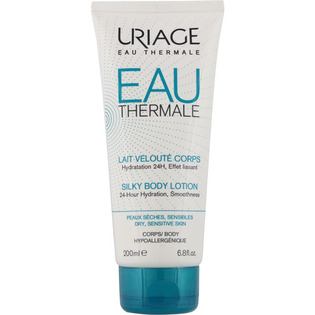 URIAGE
EAU THERMALE
EAU
THERMALE
LAIT VELOUTÉ CORPS
Hydratation 24H, Effet lissant
SILKY BODY LOTION
24-Hour Hydration, Smoothness
PEAUX SÈCHES, SENSIBLES
DRY, SENSITIVE SKIN
CORPS/ BODY
HYPOALLERGÉNIQUE
200ml e 6.8fl.oz.